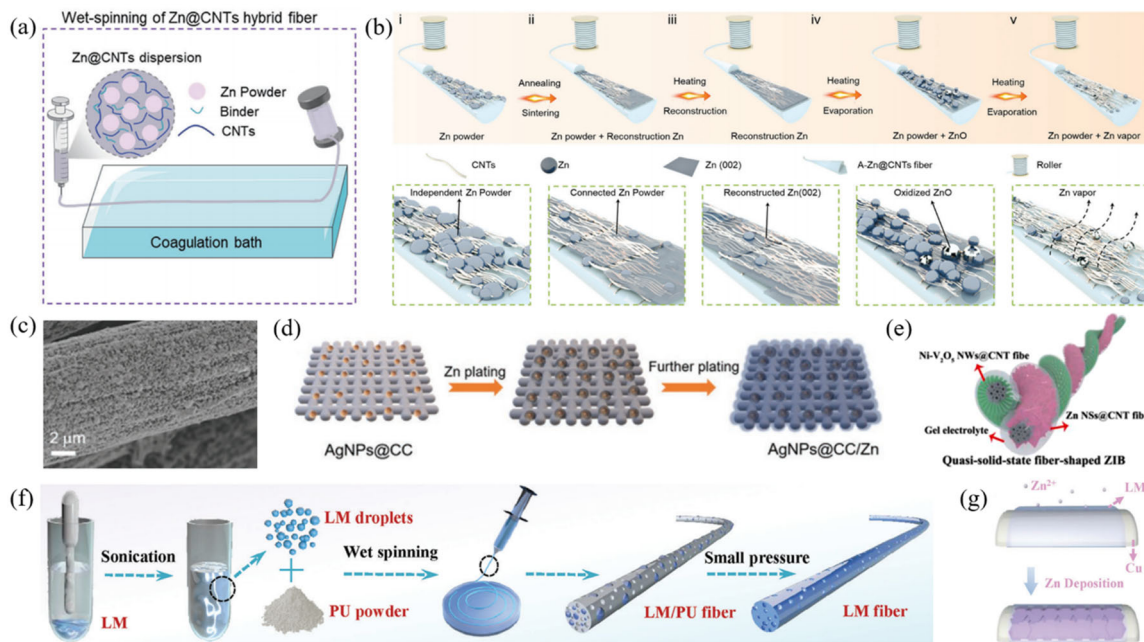 (a)
Wet-spinning of Zn@CNTs hybrid fiber
Zn@CNTs dispersion
Zn Powder
Binder
CNTs
Coagulation bath
(b)
i
ii
iii
iv
v
Annealing
Sintering
Heating
Reconstruction
Heating
Evaporation
Heating
Evaporation
Zn powder
Zn powder + Reconstruction Zn
Reconstruction Zn
Zn powder + ZnO
Zn powder + Zn vapor
CNTs
Zn
Zn (002)
A-Zn@CNTs fiber
Roller
Independent Zn Powder
Connected Zn Powder
Reconstructed Zn(002)
Oxidized ZnO
Zn vapor
(c)
2 μm
(d)
Zn plating
Further plating
AgNPs@CC
AgNPs@CC/Zn
(e)
Ni-V2O5 NWs@CNT fibe
Zn NSs@CNT fib
Gel electrolyte
Quasi-solid-state fiber-shaped ZIB
(f)
Sonication
LM
LM droplets
PU powder
Wet spinning
LM/PU fiber
Small pressure
LM fiber
(g)
Zn2+
LM
Cu
Zn Deposition